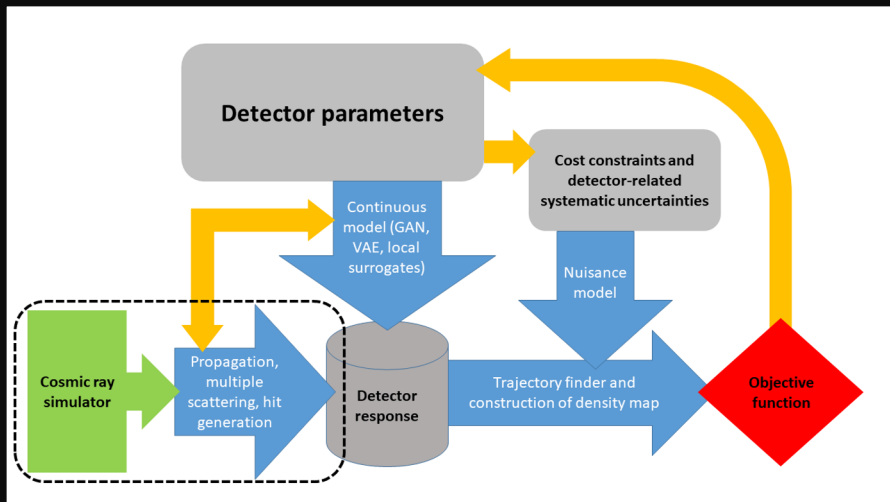 Detector parameters
Cost constraints and
detector-related
systematic uncertainties
Continuous
model (GAN,
VAE, local
surrogates)
Nuisance
model
Cosmic ray
simulator
Propagation,
multiple
scattering, hit
generation
Detector
response
Trajectory finder and
construction of density map
Objective
function